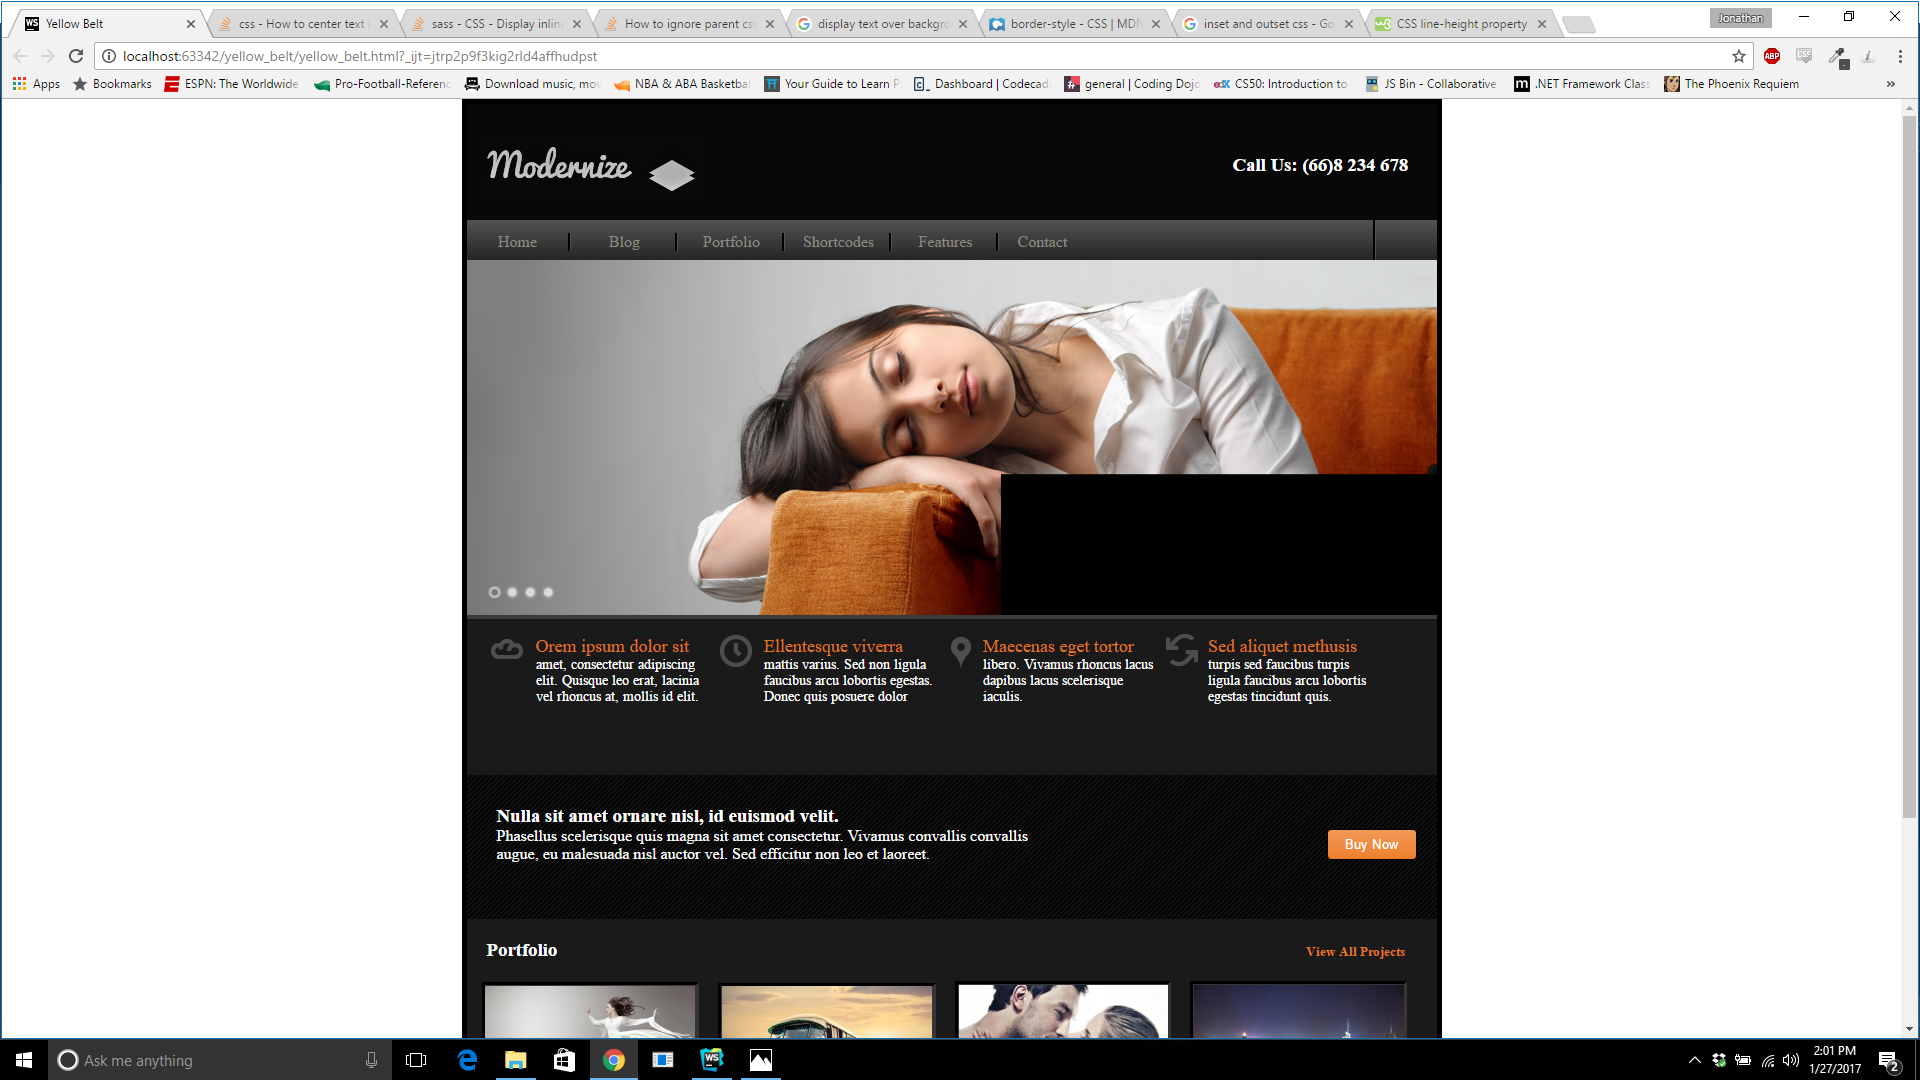 Yellow Belt
css - How to center text
sass - CSS - Display inline
How to ignore parent css
display text over backgro
border-style - CSS | MDN
inset and outset css - Go
CSS line-height property
Jonathan
localhost:63342/yellow_belt/yellow_belt.html?_ijt=jtrp2p9f3kig2rld4affhudpst
ABP
Apps
Bookmarks
ESPN: The Worldwide
Pro-Football-Referenc
Download music, mov
NBA & ABA Basketbal
Your Guide to Learn P
Dashboard | Codecad
general | Coding Dojo
CS50: Introduction to
JS Bin - Collaborative
.NET Framework Class
The Phoenix Requiem
»
Modernize
Call Us: (66)8 234 678
Home
Blog
Portfolio
Shortcodes
Features
Contact
Orem ipsum dolor sit
amet, consectetur adipiscing
elit. Quisque leo erat, lacinia
vel rhoncus at, mollis id elit.
Ellentesque viverra
mattis varius. Sed non ligula
faucibus arcu lobortis egestas.
Donec quis posuere dolor
Maecenas eget tortor
libero. Vivamus rhoncus lacus
dapibus lacus scelerisque
iaculis.
Sed aliquet methusis
turpis sed faucibus turpis
ligula faucibus arcu lobortis
egestas tincidunt quis.
Nulla sit amet ornare nisl, id euismod velit.
Phasellus scelerisque quis magna sit amet consectetur. Vivamus convallis convallis
augue, eu malesuada nisl auctor vel. Sed efficitur non leo et laoreet.
Buy Now
Portfolio
View All Projects
Ask me anything
WS
2:01 PM
1/27/2017
2